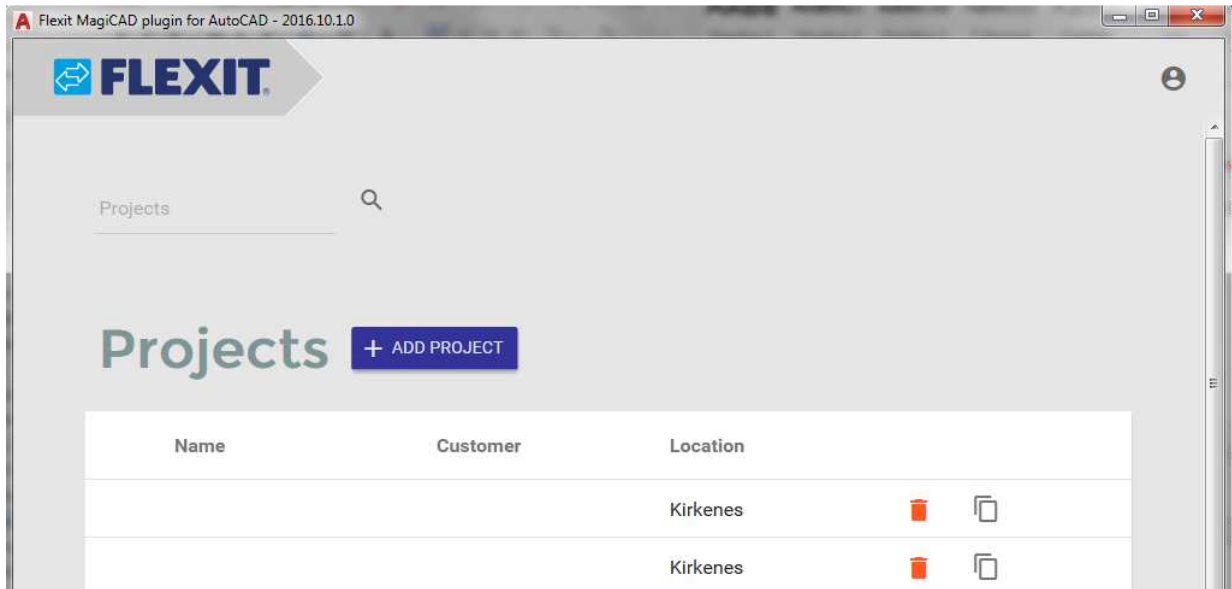 Flexit MagiCAD plugin for AutoCAD - 2016.10.1.0
FLEXIT.
Projects
Projects
+ ADD PROJECT
Name Customer Location
Kirkenes
Kirkenes